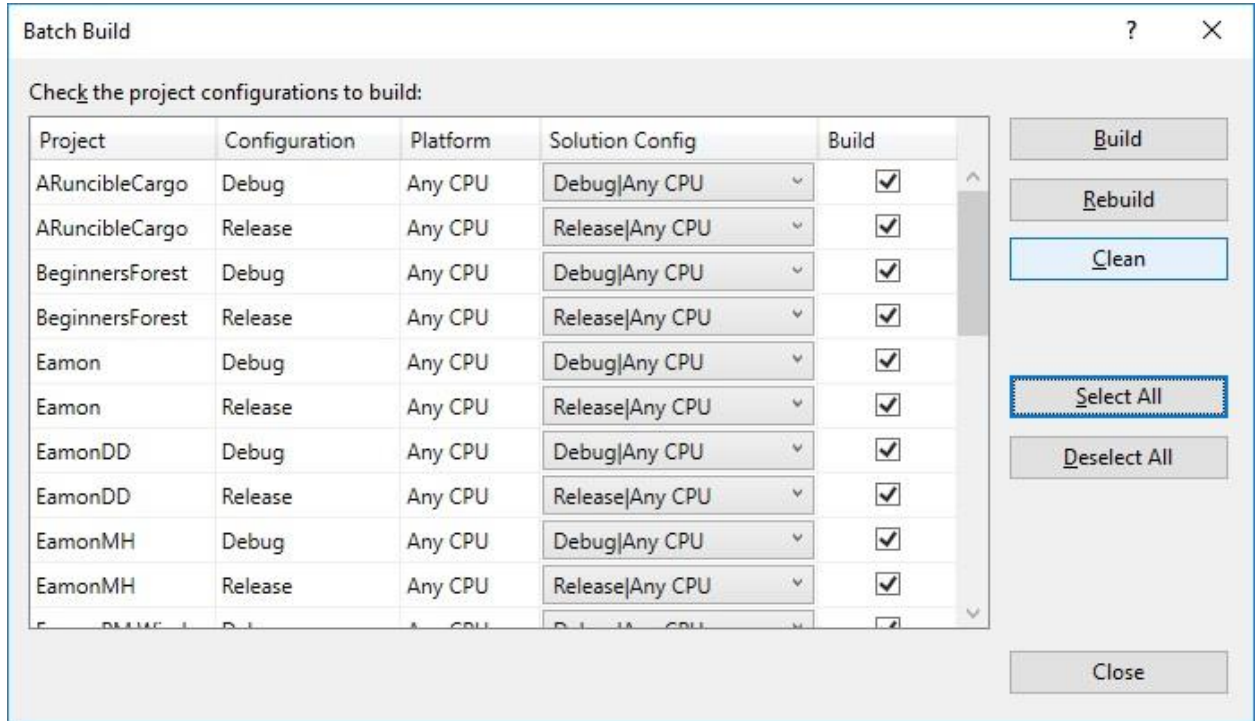 Batch Build ?
Check the project configurations to build:
Project Configuration Platform Solution Config Build
ARuncibleCargo Debug Any CPU Debug|Any CPU
ARuncibleCargo Release Any CPU Release|Any CPU
BeginnersForest Debug Any CPU Debug|Any CPU
BeginnersForest Release Any CPU Release|Any CPU
Eamon Debug Any CPU Debug|Any CPU
Eamon Release Any CPU Release|Any CPU
EamonDD Debug Any CPU Debug|Any CPU
EamonDD Release Any CPU Release|Any CPU
EamonMH Debug Any CPU Debug|Any CPU
EamonMH Release Any CPU Release|Any CPU
Build
Rebuild
Clean
Select All
Deselect All
Close